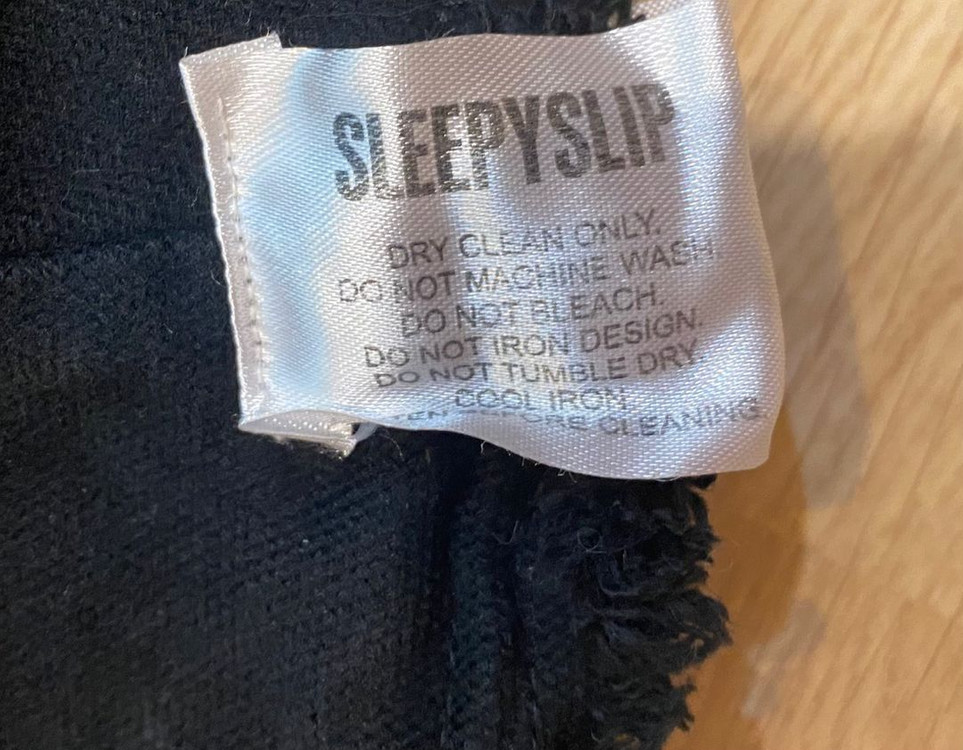 SLEEPYSLIP
DRY CLEAN ONLY.
DO NOT MACHINE WASH
DO NOT BLEACH.
DO NOT IRON DESIGN.
DO NOT TUMBLE DRY.
COOL IRON
BEFORE CLEANING.